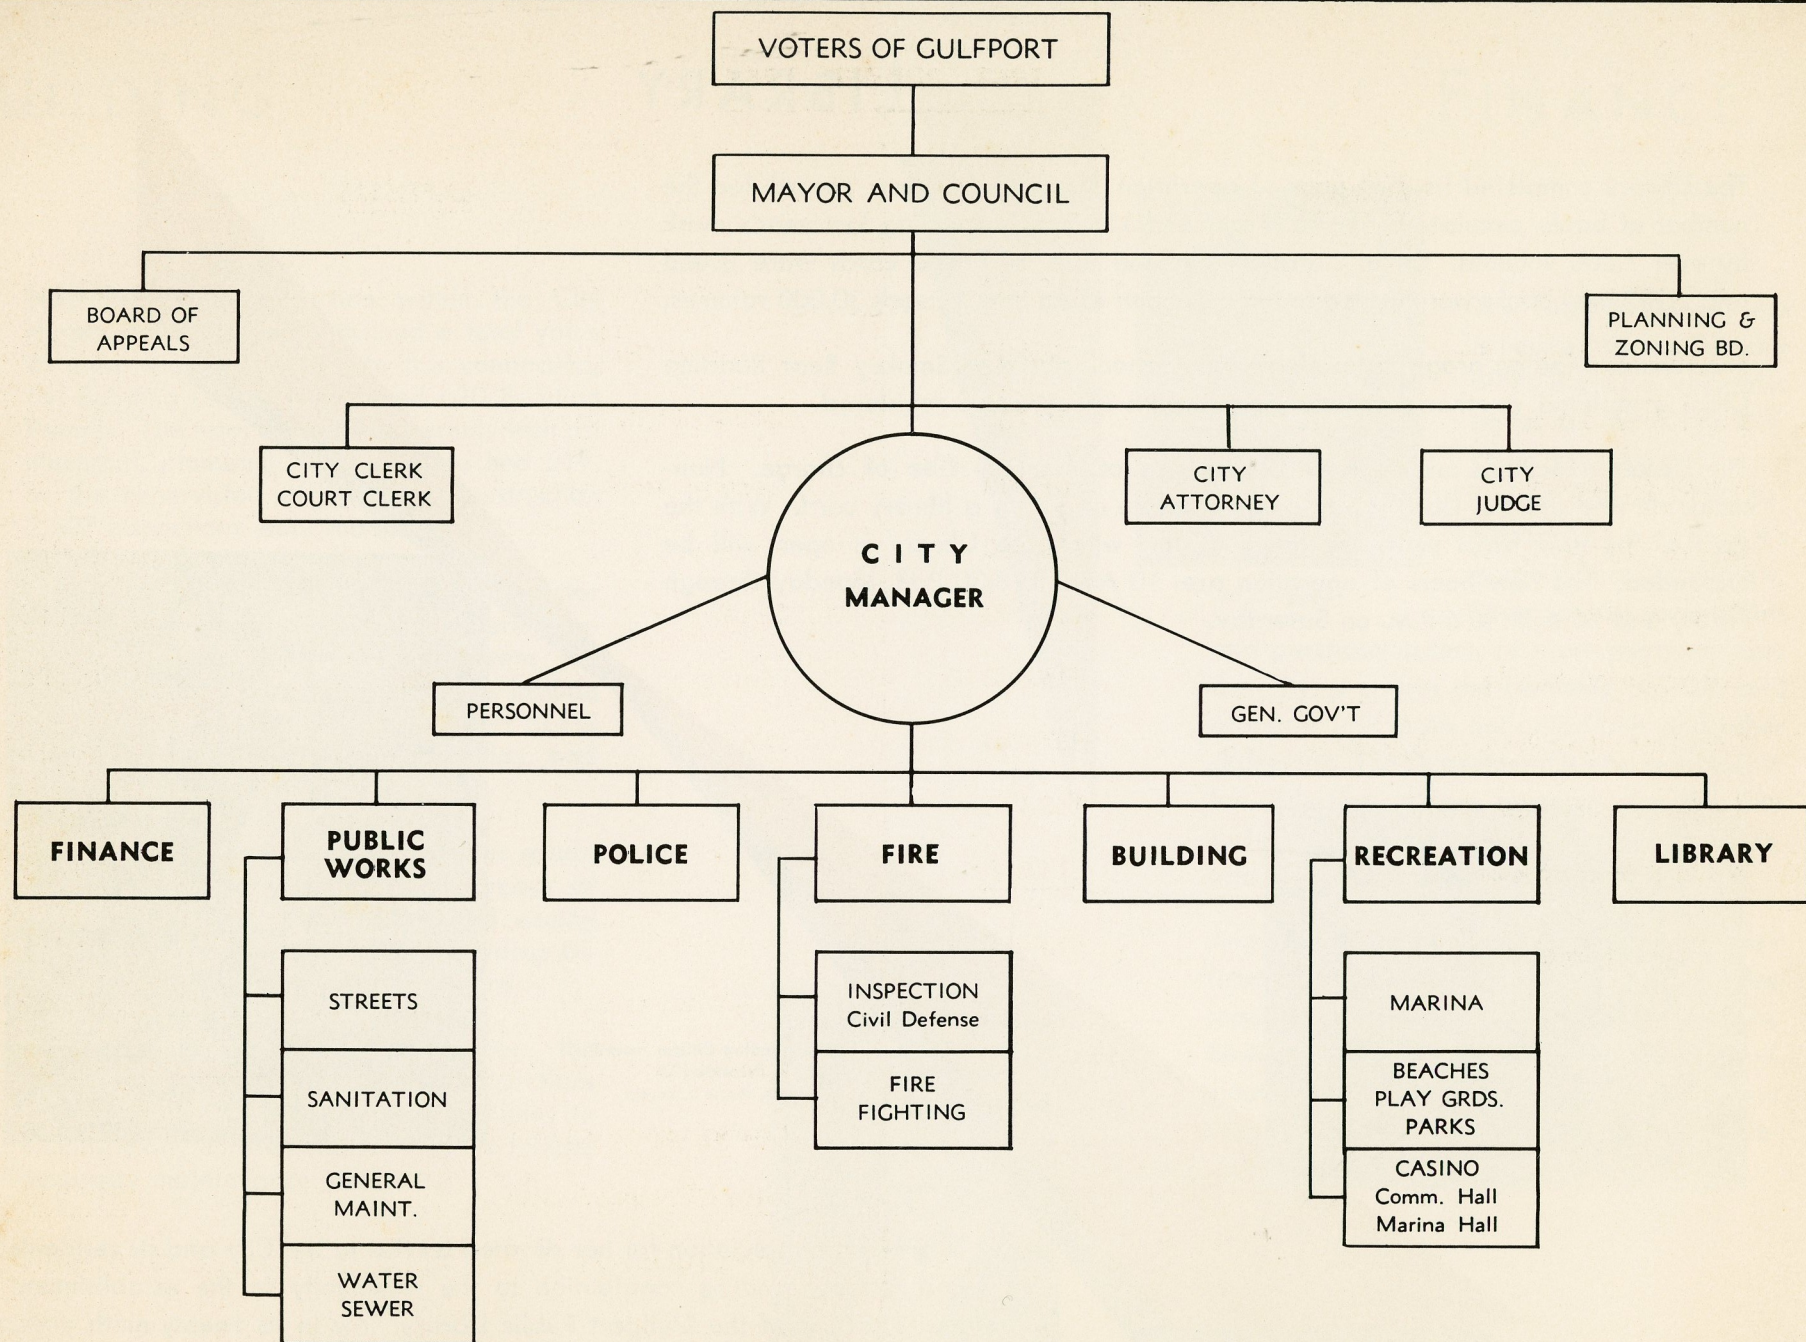 VOTERS OF GULFPORT
MAYOR AND COUNCIL
BOARD OF
APPEALS
PLANNING &
ZONING BD.
CITY CLERK
COURT CLERK
CITY
ATTORNEY
CITY
JUDGE
CITY
MANAGER
PERSONNEL
GEN. GOV'T
FINANCE
PUBLIC
WORKS
POLICE
FIRE
BUILDING
RECREATION
LIBRARY
STREETS
SANITATION
GENERAL
MAINT.
WATER
SEWER
INSPECTION
Civil Defense
FIRE
FIGHTING
MARINA
BEACHES
PLAY GRDS.
PARKS
CASINO
Comm. Hall
Marina Hall